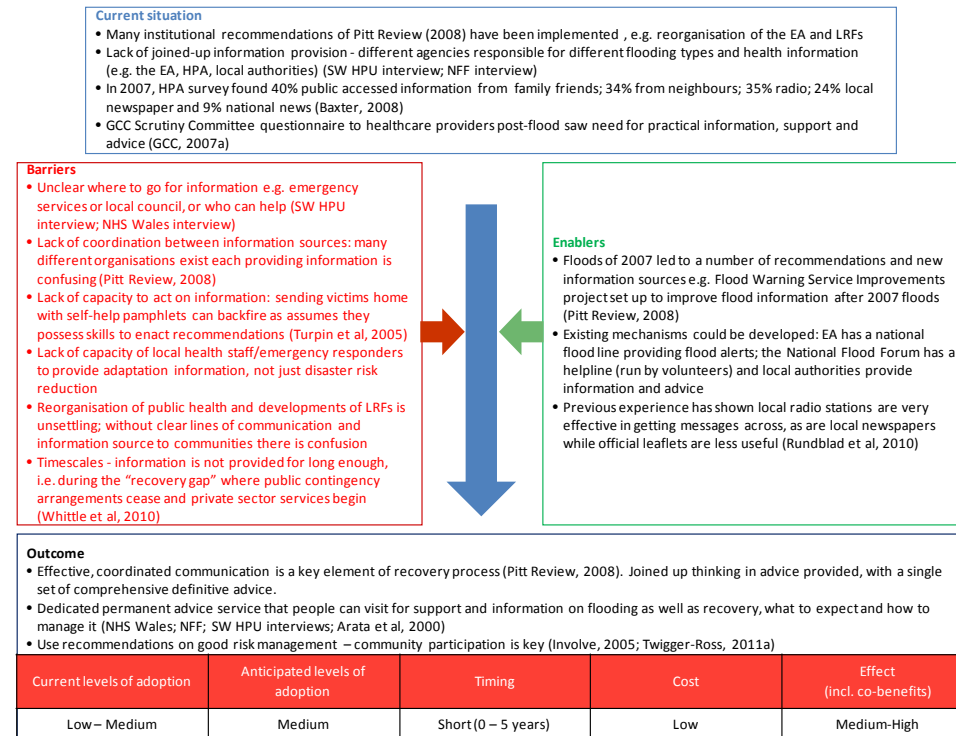 Current situation
• Many institutional recommendations of Pitt Review (2008) have been implemented , e.g. reorganisation of the EA and LRFs
• Lack of joined-up information provision - different agencies responsible for different flooding types and health information
(e.g. the EA, HPA, local authorities) (SW HPU interview; NFF interview)
• In 2007, HPA survey found 40% public accessed information from family friends; 34% from neighbours; 35% radio; 24% local
newspaper and 9% national news (Baxter, 2008)
• GCC Scrutiny Committee questionnaire to healthcare providers post-flood saw need for practical information, support and
advice (GCC, 2007a)
Barriers
• Unclear where to go for information e.g. emergency
services or local council, or who can help (SW HPU
interview; NHS Wales interview)
• Lack of coordination between information sources: many
different organisations exist each providing information is
confusing (Pitt Review, 2008)
• Lack of capacity to act on information: sending victims home
with self-help pamphlets can backfire as assumes they
possess skills to enact recommendations (Turpin et al, 2005)
• Lack of capacity of local health staff/emergency responders
to provide adaptation information, not just disaster risk
reduction
• Reorganisation of public health and developments of LRFs is
unsettling; without clear lines of communication and
information source to communities there is confusion
• Timescales - information is not provided for long enough,
i.e. during the “recovery gap” where public contingency
arrangements cease and private sector services begin
(Whittle et al, 2010)
Enablers
• Floods of 2007 led to a number of recommendations and new
information sources e.g. Flood Warning Service Improvements
project set up to improve flood information after 2007 floods
(Pitt Review, 2008)
• Existing mechanisms could be developed: EA has a national
flood line providing flood alerts; the National Flood Forum has a
helpline (run by volunteers) and local authorities provide
information and advice
• Previous experience has shown local radio stations are very
effective in getting messages across, as are local newspapers
while official leaflets are less useful (Rundblad et al, 2010)
Outcome
• Effective, coordinated communication is a key element of recovery process (Pitt Review, 2008). Joined up thinking in advice provided, with a single
set of comprehensive definitive advice.
• Dedicated permanent advice service that people can visit for support and information on flooding as well as recovery, what to expect and how to
manage it (NHS Wales; NFF; SW HPU interviews; Arata et al, 2000)
• Use recommendations on good risk management – community participation is key (Involve, 2005; Twigger-Ross, 2011a)
Current levels of adoption
Anticipated levels of
adoption
Timing
Cost
Effect
(incl. co-benefits)
Low – Medium
Medium
Short (0 – 5 years)
Low
Medium-High